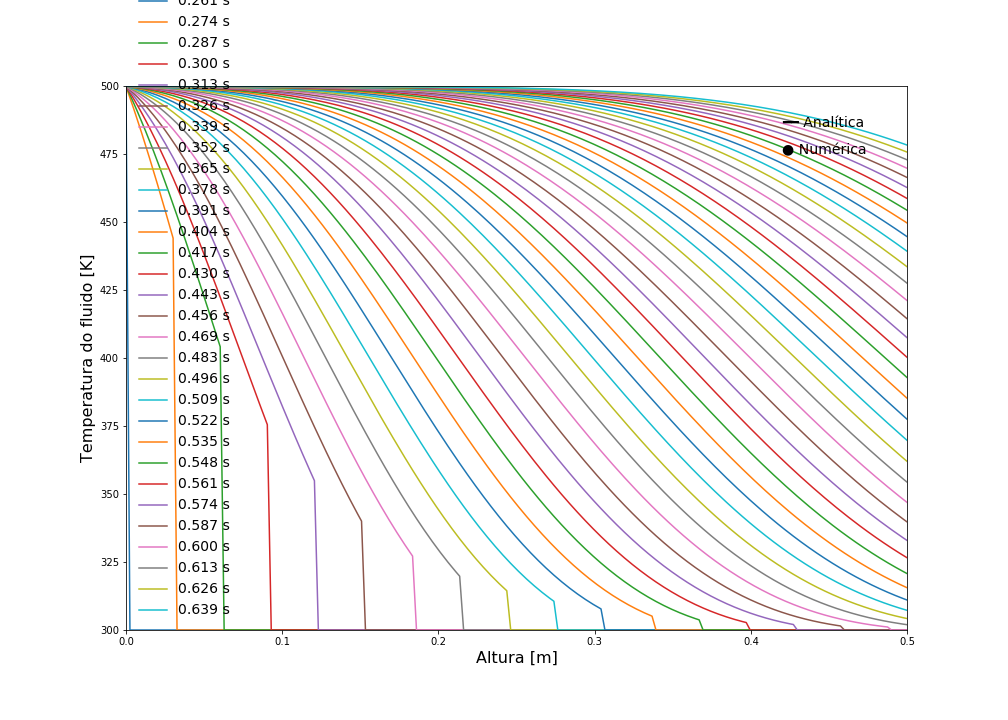 0.261 s
0.274 s
0.287 s
0.300 s
0.313 s
0.326 s
0.339 s
0.352 s
0.365 s
0.378 s
0.391 s
0.404 s
0.417 s
0.430 s
0.443 s
0.456 s
0.469 s
0.483 s
0.496 s
0.509 s
0.522 s
0.535 s
0.548 s
0.561 s
0.574 s
0.587 s
0.600 s
0.613 s
0.626 s
0.639 s
Analítica
Numérica
500
475
450
425
400
375
350
325
300
Temperatura do fluido [K]
0.0 0.1 0.2 0.3 0.4 0.5
Altura [m]